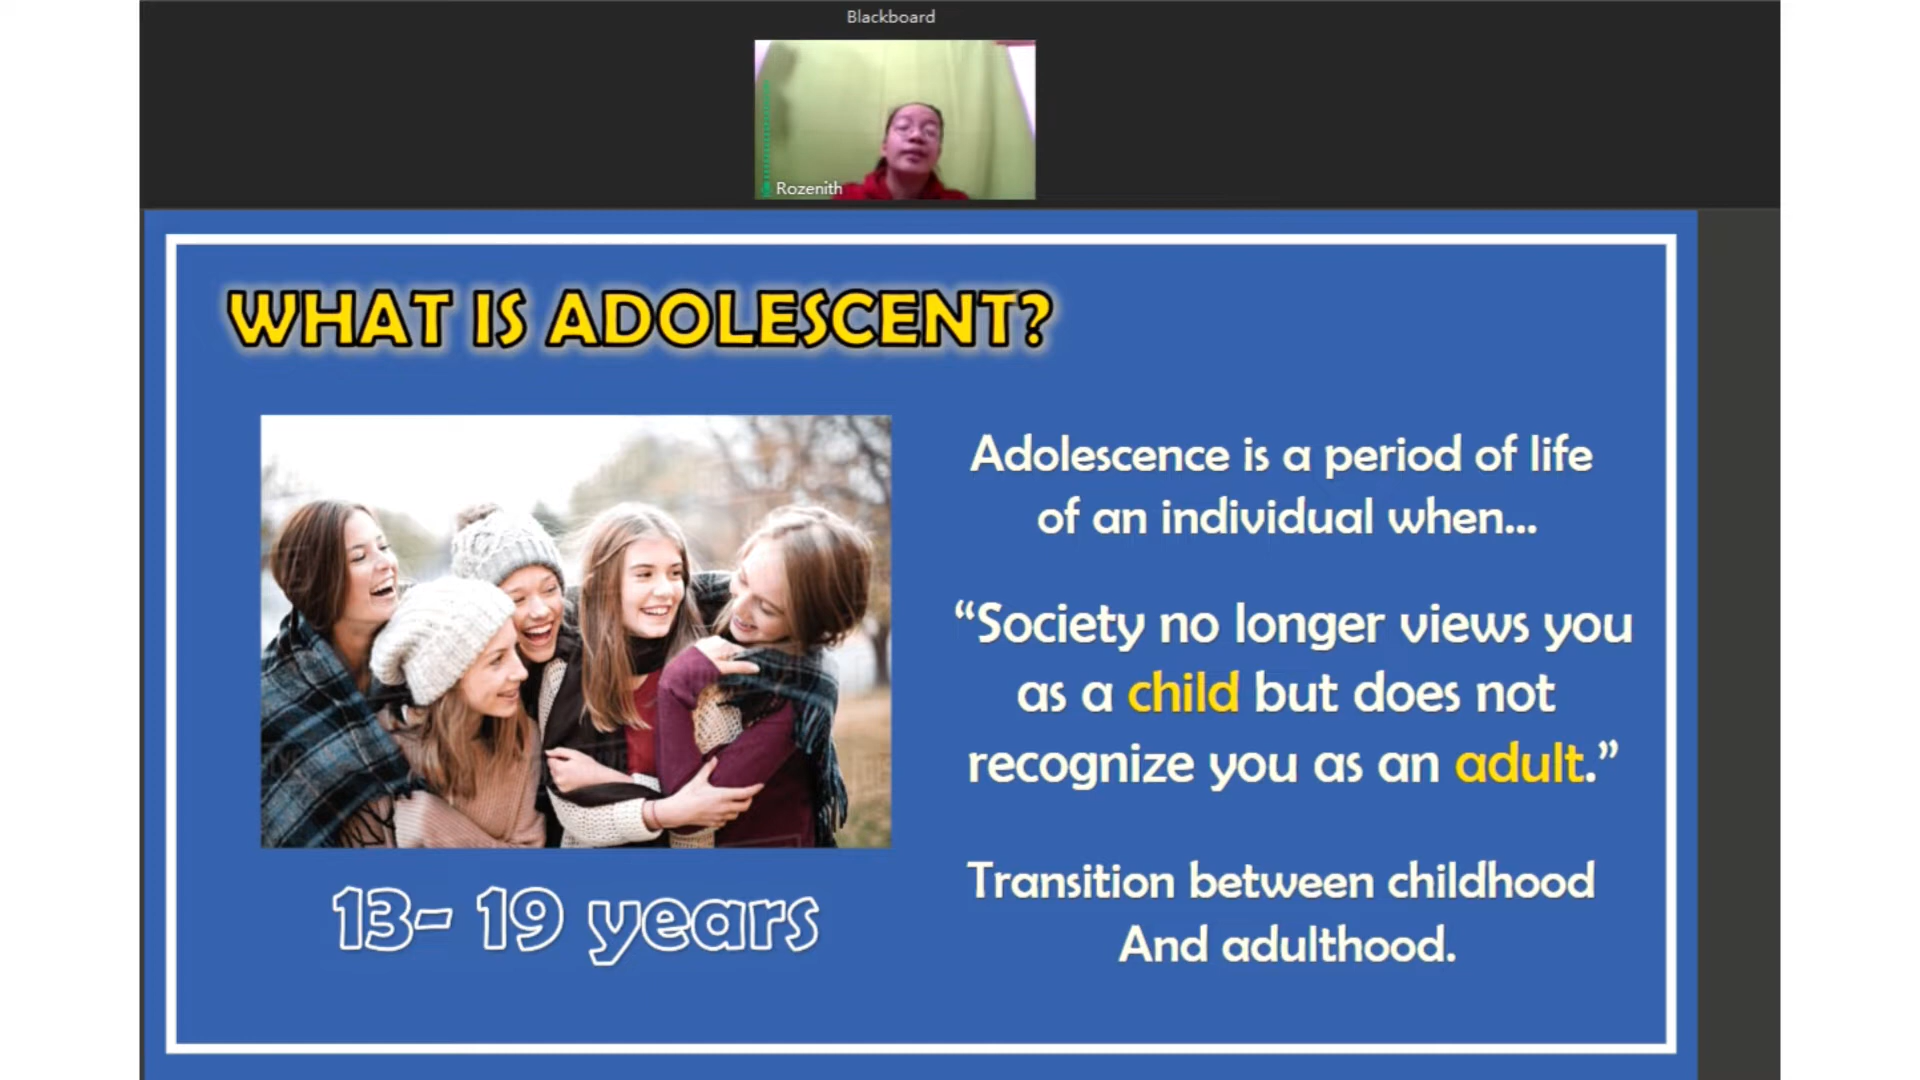 Blackboard
Rozenith
WHAT IS ADOLESCENT?
Adolescence is a period of life
of an individual when...
“Society no longer views you
as a child but does not
recognize you as an adult.”
13- 19 years
Transition between childhood
And adulthood.